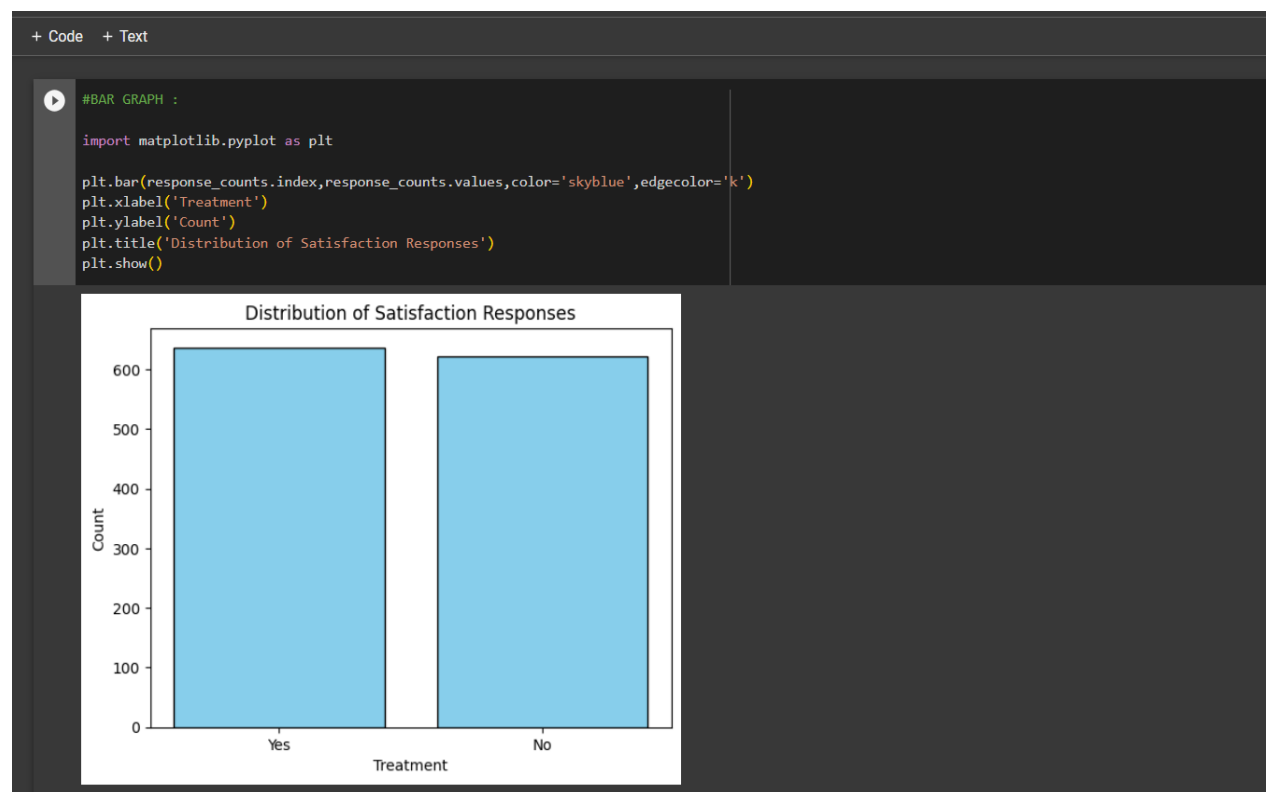 + Code + Text
#BAR GRAPH :
import matplotlib.pyplot as plt
plt.bar(response_counts.index,response_counts.values,color='skyblue',edgecolor='k')
plt.xlabel('Treatment')
plt.ylabel('Count')
plt.title('Distribution of Satisfaction Responses')
plt.show()
Distribution of Satisfaction Responses
600
500
400
Count
300
200
100
0
Yes No
Treatment